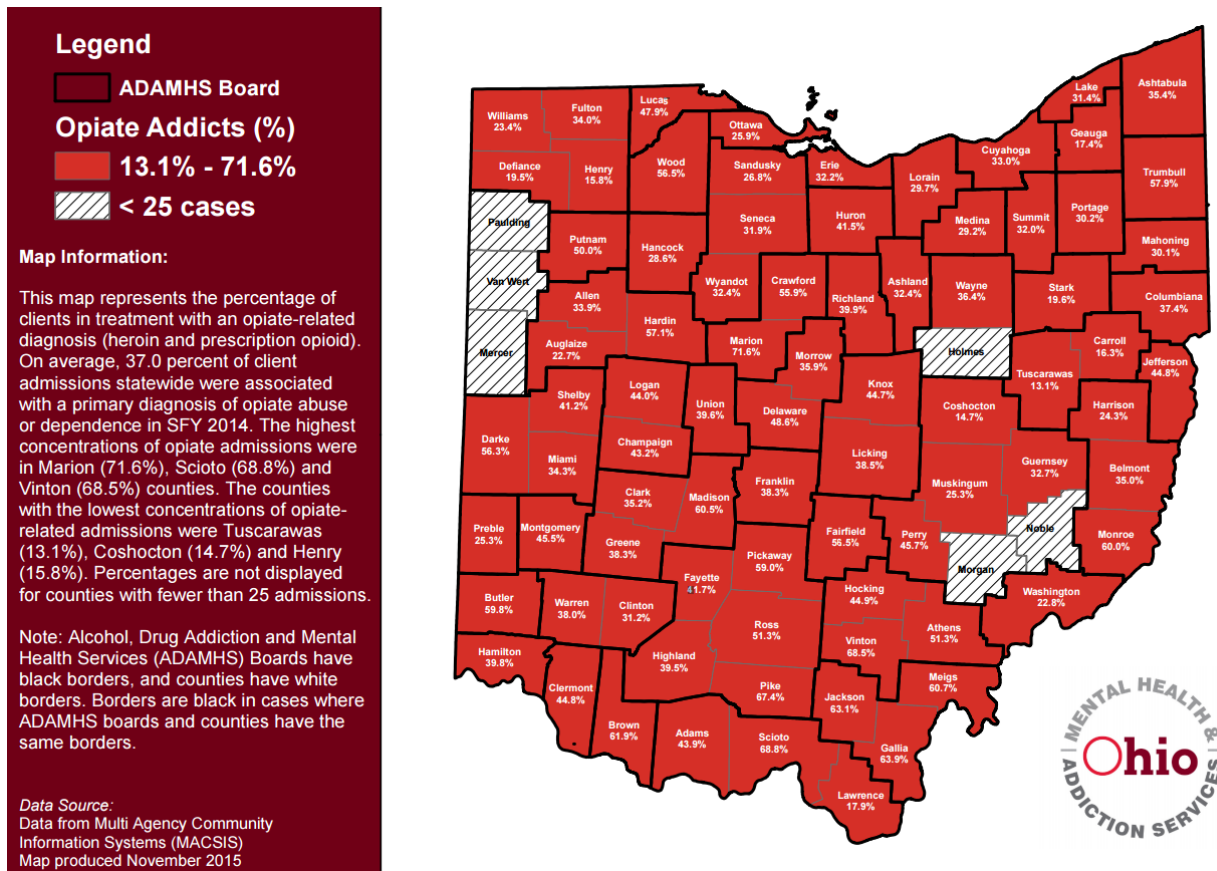 Legend
ADAMHS Board
Opiate Addicts (%)
13.1% - 71.6%
< 25 cases
Map Information:
This map represents the percentage of
clients in treatment with an opiate-related
diagnosis (heroin and prescription opioid).
On average, 37.0 percent of client
admissions statewide were associated
with a primary diagnosis of opiate abuse
or dependence in SFY 2014. The highest
concentrations of opiate admissions were
in Marion (71.6%), Scioto (68.8%) and
Vinton (68.5%) counties. The counties
with the lowest concentrations of opiate-
related admissions were Tuscarawas
(13.1%), Coshocton (14.7%) and Henry
(15.8%). Percentages are not displayed
for counties with fewer than 25 admissions.
Note: Alcohol, Drug Addiction and Mental
Health Services (ADAMHS) Boards have
black borders, and counties have white
borders. Borders are black in cases where
ADAMHS boards and counties have the
same borders.
Data Source:
Data from Multi Agency Community
Information Systems (MACSIS)
Map produced November 2015
Williams
23.4%
Fulton
34.0%
Lucas
47.9%
Ottawa
25.9%
Lake
31.4%
Ashtabula
35.4%
Geauga
17.4%
Cuyahoga
33.0%
Defiance
19.5%
Henry
15.8%
Wood
56.5%
Sandusky
26.8%
Erie
32.2%
Lorain
29.7%
Trumbull
57.9%
Paulding
Putnam
50.0%
Hancock
28.6%
Seneca
31.9%
Huron
41.5%
Medina
29.2%
Summit
32.0%
Portage
30.2%
Mahoning
30.1%
Van Wert
Allen
33.9%
Wyandot
32.4%
Crawford
55.9%
Richland
39.9%
Ashland
32.4%
Wayne
36.4%
Stark
19.6%
Columbiana
37.4%
Mercer
Auglaize
22.7%
Hardin
57.1%
Marion
71.6%
Morrow
35.9%
Holmes
Tuscarawas
13.1%
Carroll
16.3%
Jefferson
44.8%
Shelby
41.2%
Logan
44.0%
Union
39.6%
Delaware
48.6%
Knox
44.7%
Coshocton
14.7%
Harrison
24.3%
Darke
56.3%
Miami
34.3%
Champaign
43.2%
Licking
38.5%
Muskingum
25.3%
Guernsey
32.7%
Belmont
35.0%
Clark
35.2%
Madison
60.5%
Franklin
38.3%
Preble
25.3%
Montgomery
45.5%
Greene
38.3%
Fairfield
56.5%
Perry
45.7%
Noble
Monroe
60.0%
Pickaway
59.0%
Morgan
Fayette
41.7%
Hocking
44.9%
Washington
22.8%
Butler
59.8%
Warren
38.0%
Clinton
31.2%
Ross
51.3%
Vinton
68.5%
Athens
51.3%
Hamilton
39.8%
Highland
39.5%
Clermont
44.8%
Pike
67.4%
Jackson
63.1%
Meigs
60.7%
Brown
61.9%
Adams
43.9%
Scioto
68.8%
Gallia
63.9%
Lawrence
17.9%
MENTAL HEALTH &
Ohio
ADDICTION SERVICES